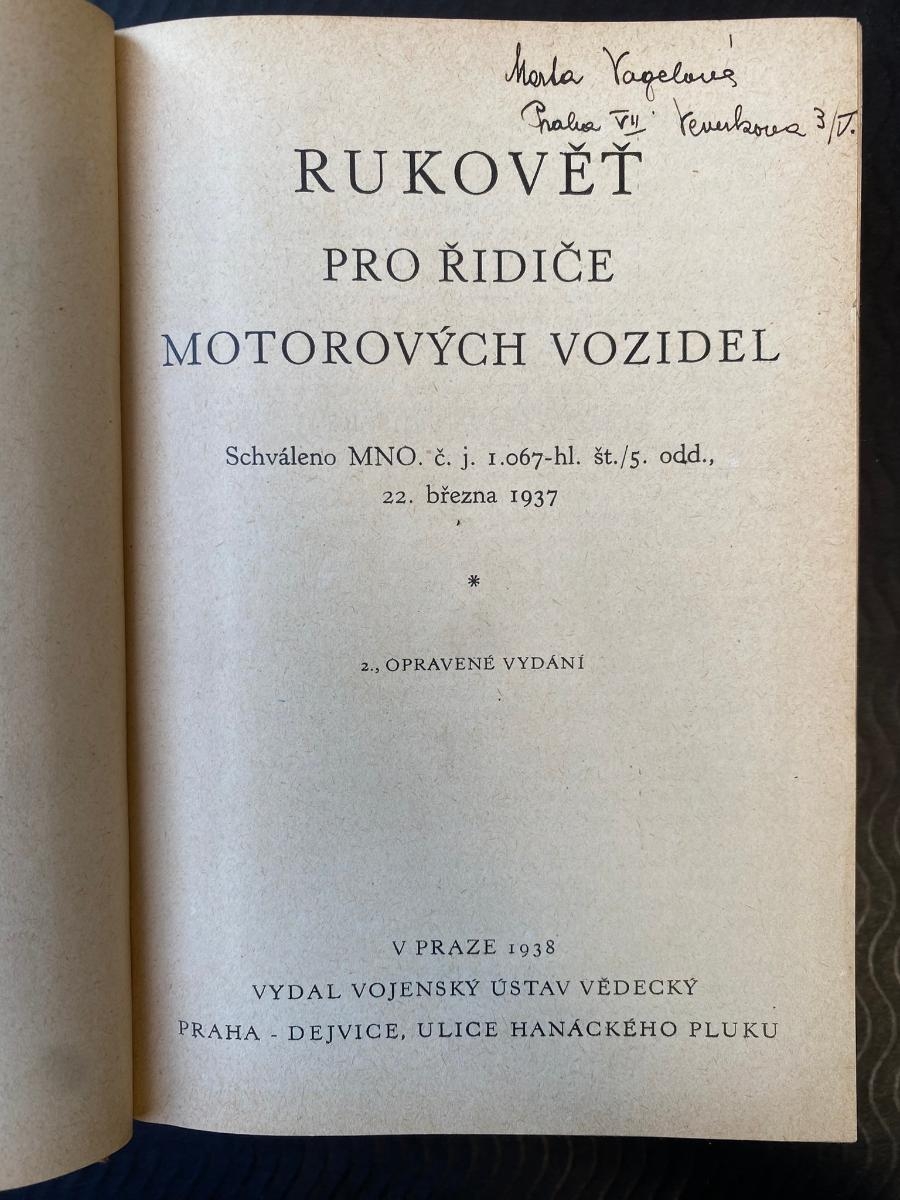 Marta Vagelová
Praha VII Veverkova 3/V.
RUKOVĚŤ
PRO ŘIDIČE
MOTOROVÝCH VOZIDEL
Schváleno MNO. č. j. 1.067-hl. št./5. odd.,
22. března 1937
*
2., OPRAVENÉ VYDÁNÍ
V PRAZE 1938
VYDAL VOJENSKÝ ÚSTAV VĚDECKÝ
PRAHA - DEJVICE, ULICE HANÁCKÉHO PLUKU